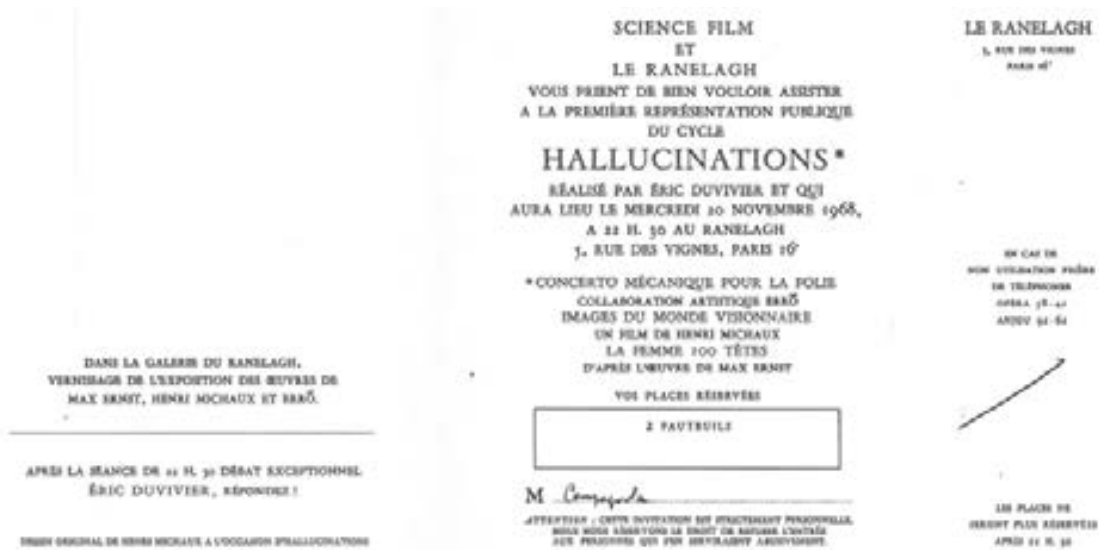 DANS LA GALERIE DU RANELAGH,
VERNISSAGE DE L'EXPOSITION DES ŒUVRES DE
MAX ERNST, HENRI MICHAUX ET ERRÓ.
APRÈS LA SÉANCE DE 22 H. 30 DÉBAT EXCEPTIONNEL
ÉRIC DUVIVIER, RÉPONDEZ !
DESSIN ORIGINAL DE HENRI MICHAUX A L'OCCASION D'HALLUCINATIONS
SCIENCE FILM
ET
LE RANELAGH
VOUS PRIENT DE BIEN VOULOIR ASSISTER
A LA PREMIÈRE REPRÉSENTATION PUBLIQUE
DU CYCLE
HALLUCINATIONS*
RÉALISÉ PAR ÉRIC DUVIVIER ET QUI
AURA LIEU LE MERCREDI 20 NOVEMBRE 1968,
A 22 H. 30 AU RANELAGH
5, RUE DES VIGNES, PARIS 16e
*CONCERTO MÉCANIQUE POUR LA FOLIE
COLLABORATION ARTISTIQUE ERRÓ
IMAGES DU MONDE VISIONNAIRE
UN FILM DE HENRI MICHAUX
LA FEMME 100 TÊTES
D'APRÈS L'ŒUVRE DE MAX ERNST
VOS PLACES RÉSERVÉES
2 FAUTEUILS
M
ATTENTION : CETTE INVITATION EST STRICTEMENT PERSONNELLE,
NOUS NOUS RÉSERVONS LE DROIT DE REFUSER L'ENTRÉE
AUX PERSONNES QUI S'EN SERVIRAIENT ABUSIVEMENT.
LE RANELAGH
5, RUE DES VIGNES
PARIS 16e
EN CAS DE
NON UTILISATION PRIÈRE
DE TÉLÉPHONER
OPERA
ANJOU
LES PLACES NE
SERONT PLUS RÉSERVÉES
APRÈS 22 H. 30